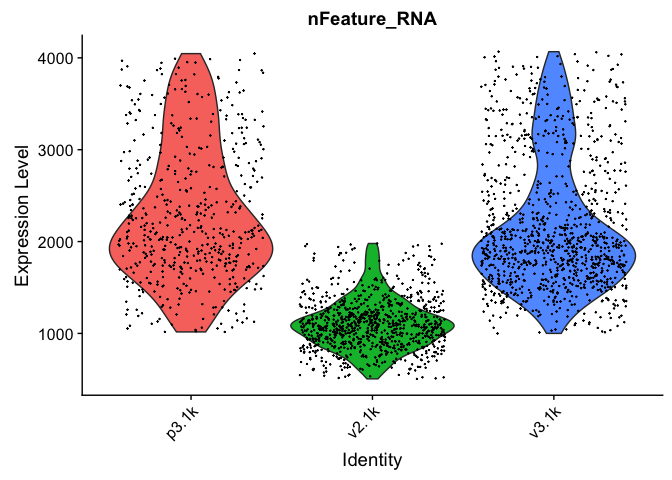 nFeature_RNA
Expression Level
4000
3000
2000
1000
p3.1k
v2.1k
v3.1k
Identity